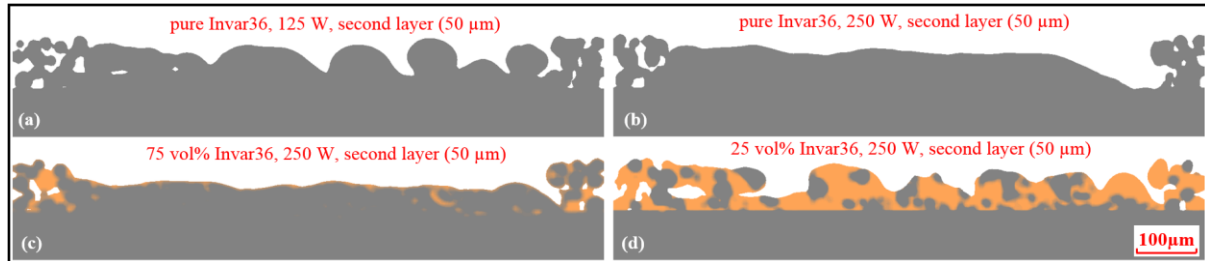 pure Invar36, 125 W, second layer (50 µm)
(a)
pure Invar36, 250 W, second layer (50 µm)
(b)
75 vol% Invar36, 250 W, second layer (50 µm)
(c)
25 vol% Invar36, 250 W, second layer (50 µm)
(d)
100µm